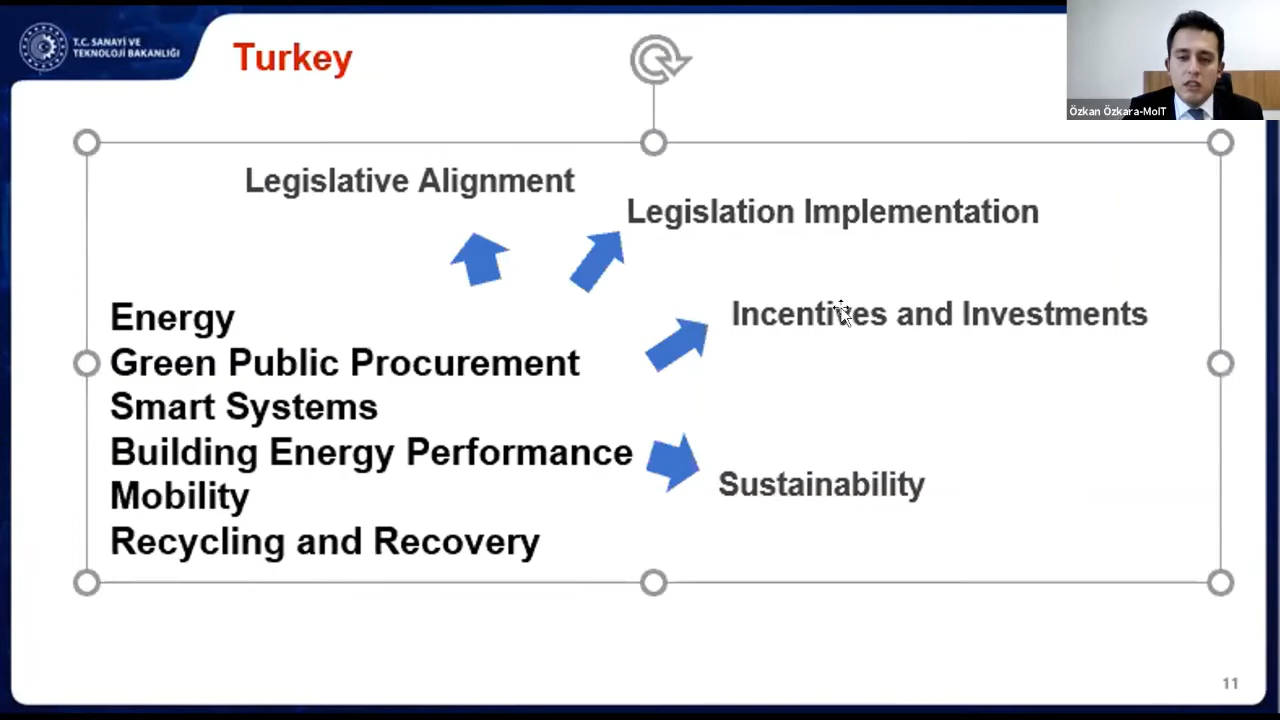 T.C. SANAYİ VE
TEKNOLOJİ BAKANLIĞI
Turkey
Özkan Özkara-MoIT
Legislative Alignment
Legislation Implementation
Incentives and Investments
Energy
Green Public Procurement
Smart Systems
Building Energy Performance
Mobility
Recycling and Recovery
Sustainability
11